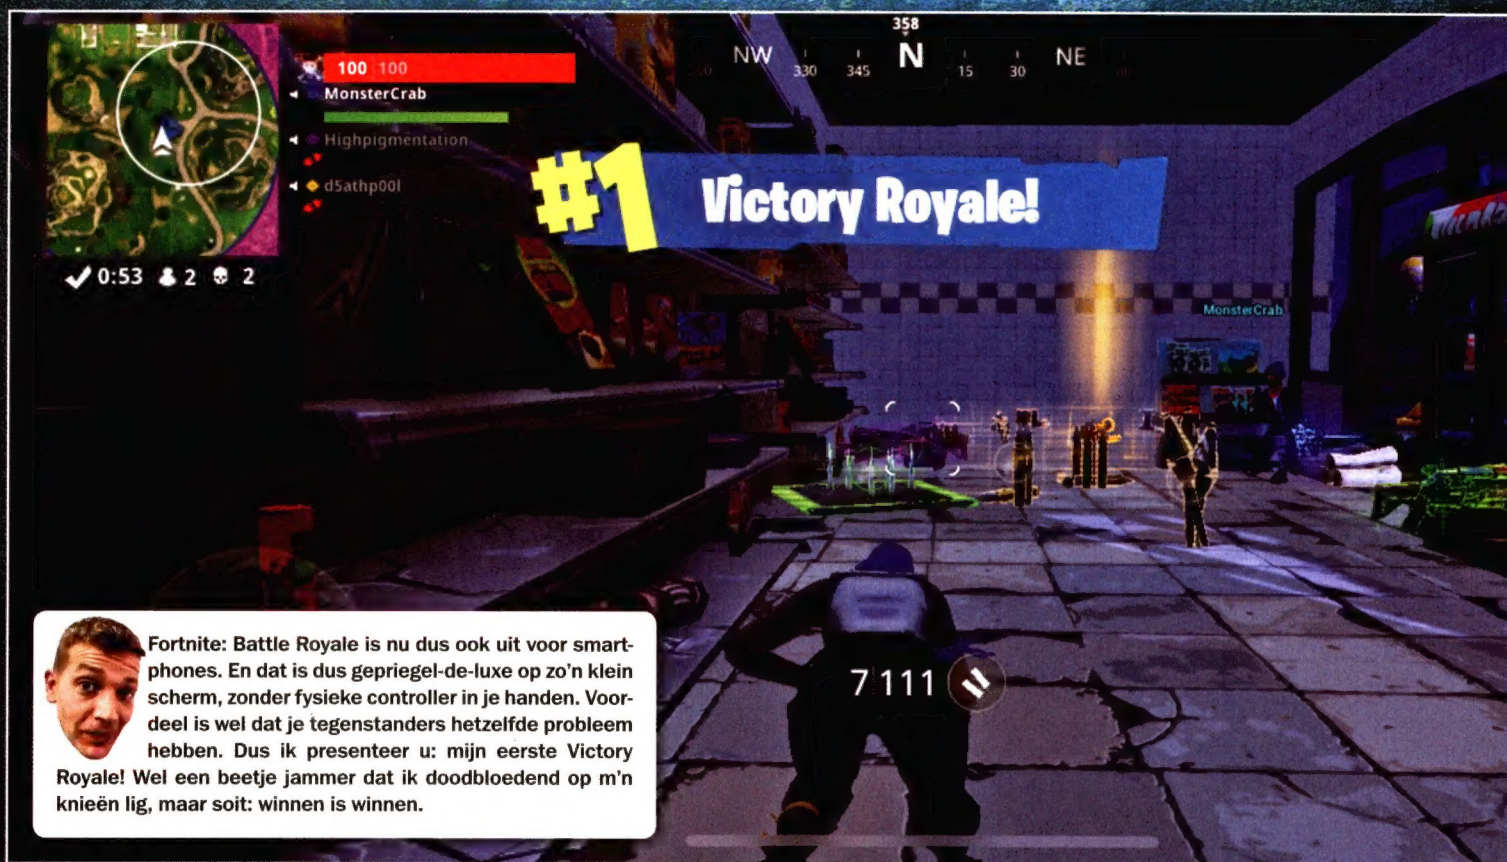 358
NW 330 345 N 15 30 NE
100 100
MonsterCrab
Highpigmentation
d5athp00l
#1 Victory Royale!
0:53 2 2
MonsterCrab
7 111
Fortnite: Battle Royale is nu dus ook uit voor smart-
phones. En dat is dus gepriegel-de-luxe op zo'n klein
scherm, zonder fysieke controller in je handen. Voor-
deel is wel dat je tegenstanders hetzelfde probleem
hebben. Dus ik presenteer u: mijn eerste Victory
Royale! Wel een beetje jammer dat ik doodbloedend op m'n
knieën lig, maar soit: winnen is winnen.